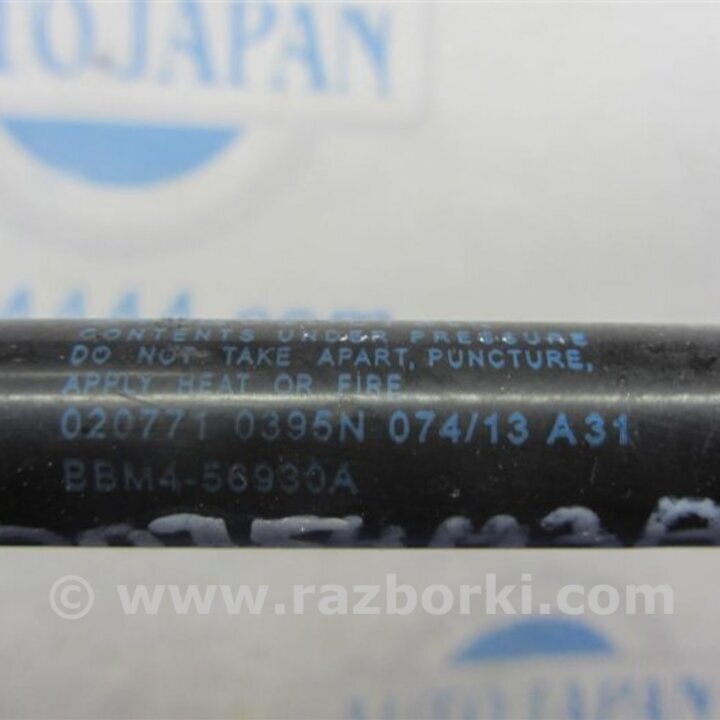 AUTOJAPAN
CONTENTS UNDER PRESSURE
DO NOT TAKE APART, PUNCTURE,
APPLY HEAT OR FIRE
020771 0395N 074/13 A31
BBM4-56930A
© www.razborki.com
AUTOJAPAN